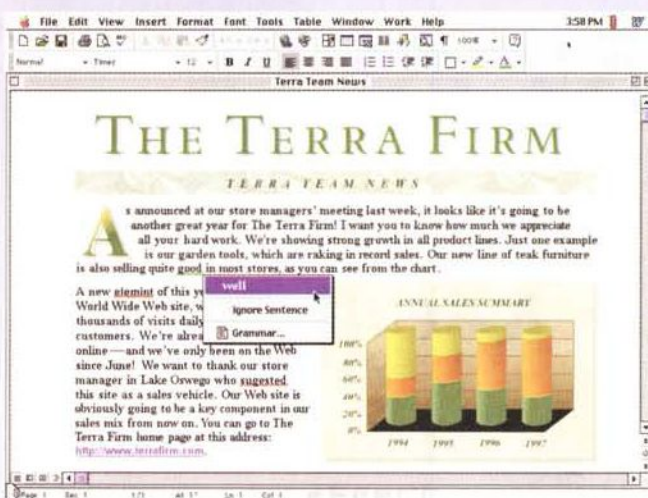 File Edit View Insert Format Font Tools Table Window Work Help 3:58 PM
100%
Normal Times 12 B I U
Terra Team News
THE TERRA FIRM
TERRA TEAM NEWS
As announced at our store managers' meeting last week, it looks like it's going to be
another great year for The Terra Firm! I want you to know how much we appreciate
all your hard work. We're showing strong growth in all product lines. Just one example
is our garden tools, which are raking in record sales. Our new line of teak furniture
is also selling quite good in most stores, as you can see from the chart.
well
Ignore Sentence
Grammar...
A new elemint of this ye
World Wide Web site, w
thousands of visits daily
customers. We're alrea
online—and we've only been on the Web
since June! We want to thank our store
manager in Lake Oswego who sugested
this site as a sales vehicle. Our Web site is
obviously going to be a key component in our
sales mix from now on. You can go to The
Terra Firm home page at this address:
http://www.terrafirm.com.
ANNUAL SALES SUMMARY
100%
80%
60%
40%
20%
0%
1994 1995 1996 1997
Page 1 Sec 1 1/3 At 1" Ln 1 Col 1